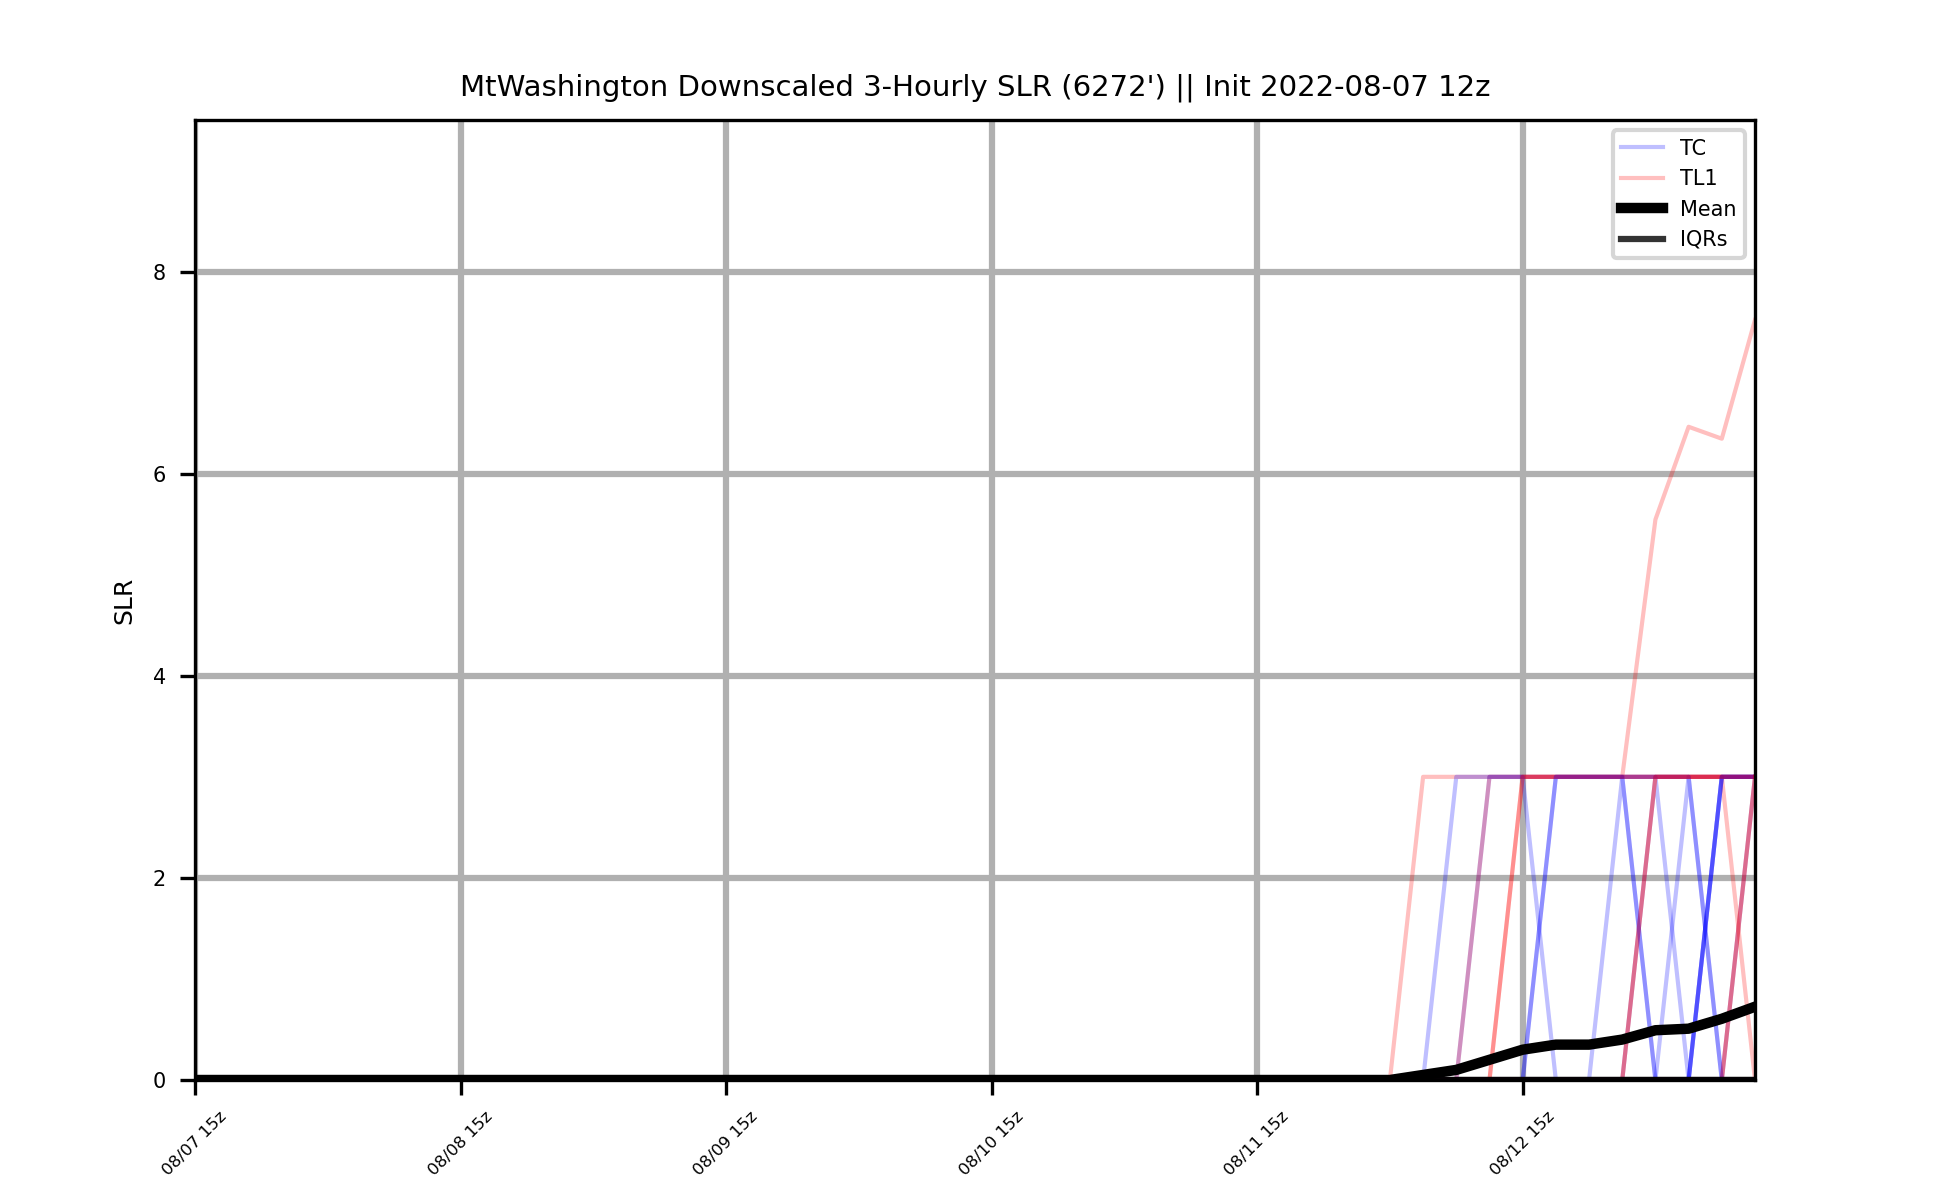 MtWashington Downscaled 3-Hourly SLR (6272') || Init 2022-08-07 12z
TC
TL1
Mean
IQRs
SLR
8
6
4
2
0
08/07 15z
08/08 15z
08/09 15z
08/10 15z
08/11 15z
08/12 15z